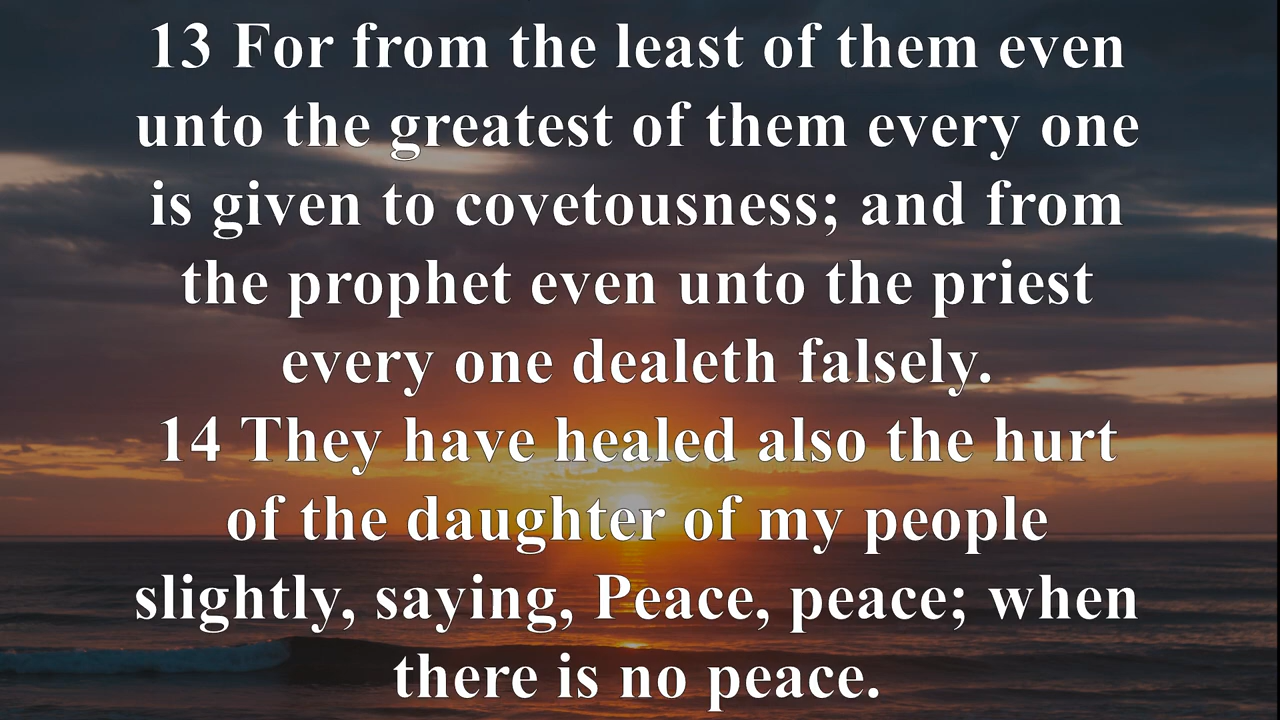 13 For from the least of them even
unto the greatest of them every one
is given to covetousness; and from
the prophet even unto the priest
every one dealeth falsely.
14 They have healed also the hurt
of the daughter of my people
slightly, saying, Peace, peace; when
there is no peace.